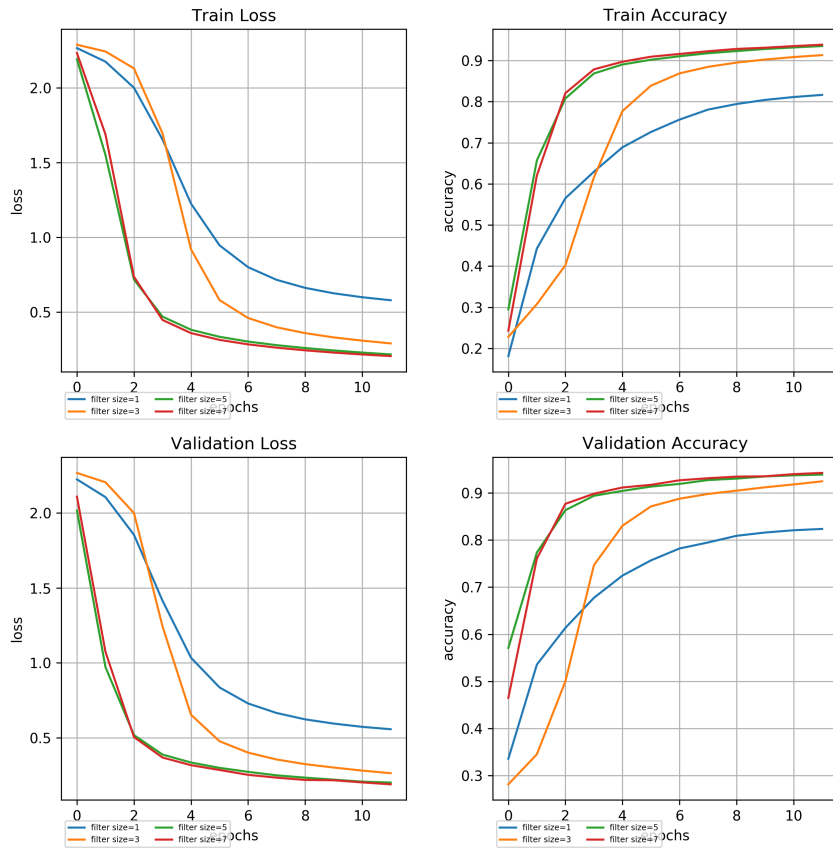 Train Loss
Train Accuracy
2.0
1.5
1.0
0.5
loss
0 2 4 6 8 10
epochs
filter size=1 filter size=5
filter size=3 filter size=7
0.9
0.8
0.7
0.6
0.5
0.4
0.3
0.2
accuracy
0 2 4 6 8 10
epochs
filter size=1 filter size=5
filter size=3 filter size=7
Validation Loss
Validation Accuracy
2.0
1.5
1.0
0.5
loss
0 2 4 6 8 10
epochs
filter size=1 filter size=5
filter size=3 filter size=7
0.9
0.8
0.7
0.6
0.5
0.4
0.3
accuracy
0 2 4 6 8 10
epochs
filter size=1 filter size=5
filter size=3 filter size=7